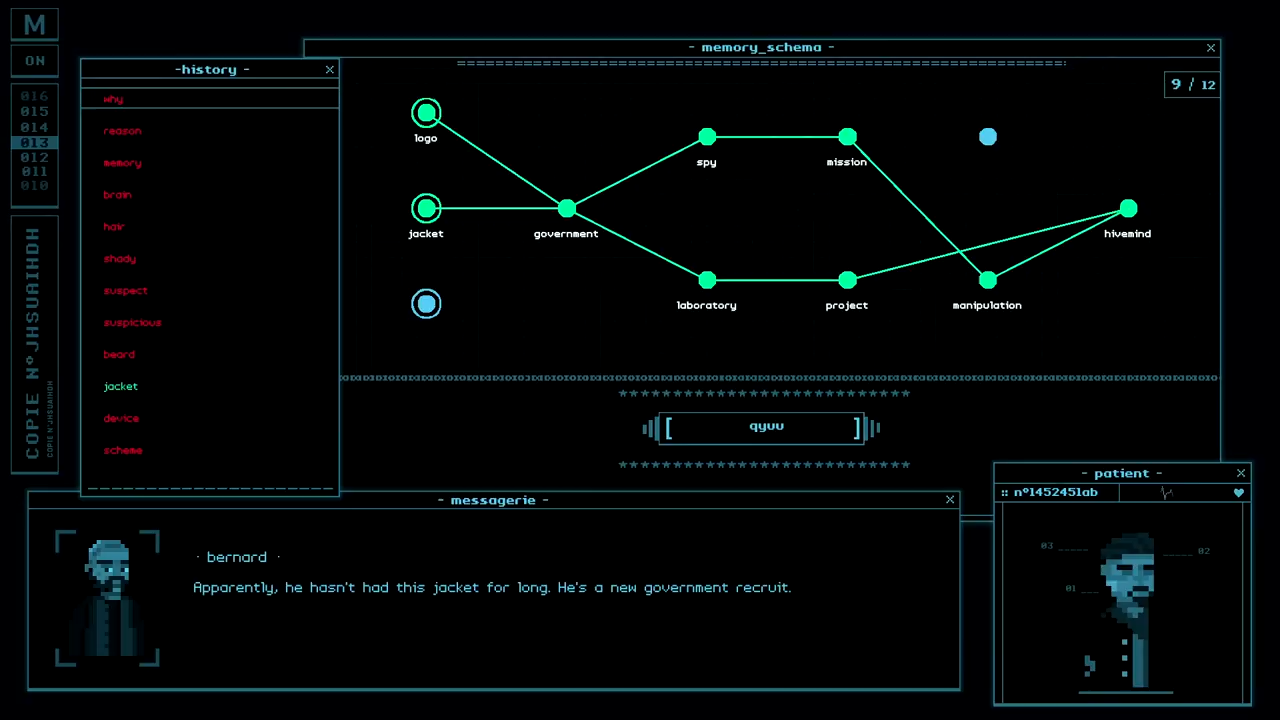 M
ON
016
015
014
013
012
011
010
COPIE N°JHSUAIHDH
COPIE N°JHSUAIHDH
-history -
why
reason
memory
brain
hair
shady
suspect
suspicious
beard
jacket
device
scheme
- memory_schema -
9 / 12
logo
spy
mission
jacket
government
hivemind
laboratory
project
manipulation
[ qyuu ]
- messagerie -
· bernard ·
Apparently, he hasn't had this jacket for long. He's a new government recruit.
- patient -
:: n°1452451ab
03
02
01